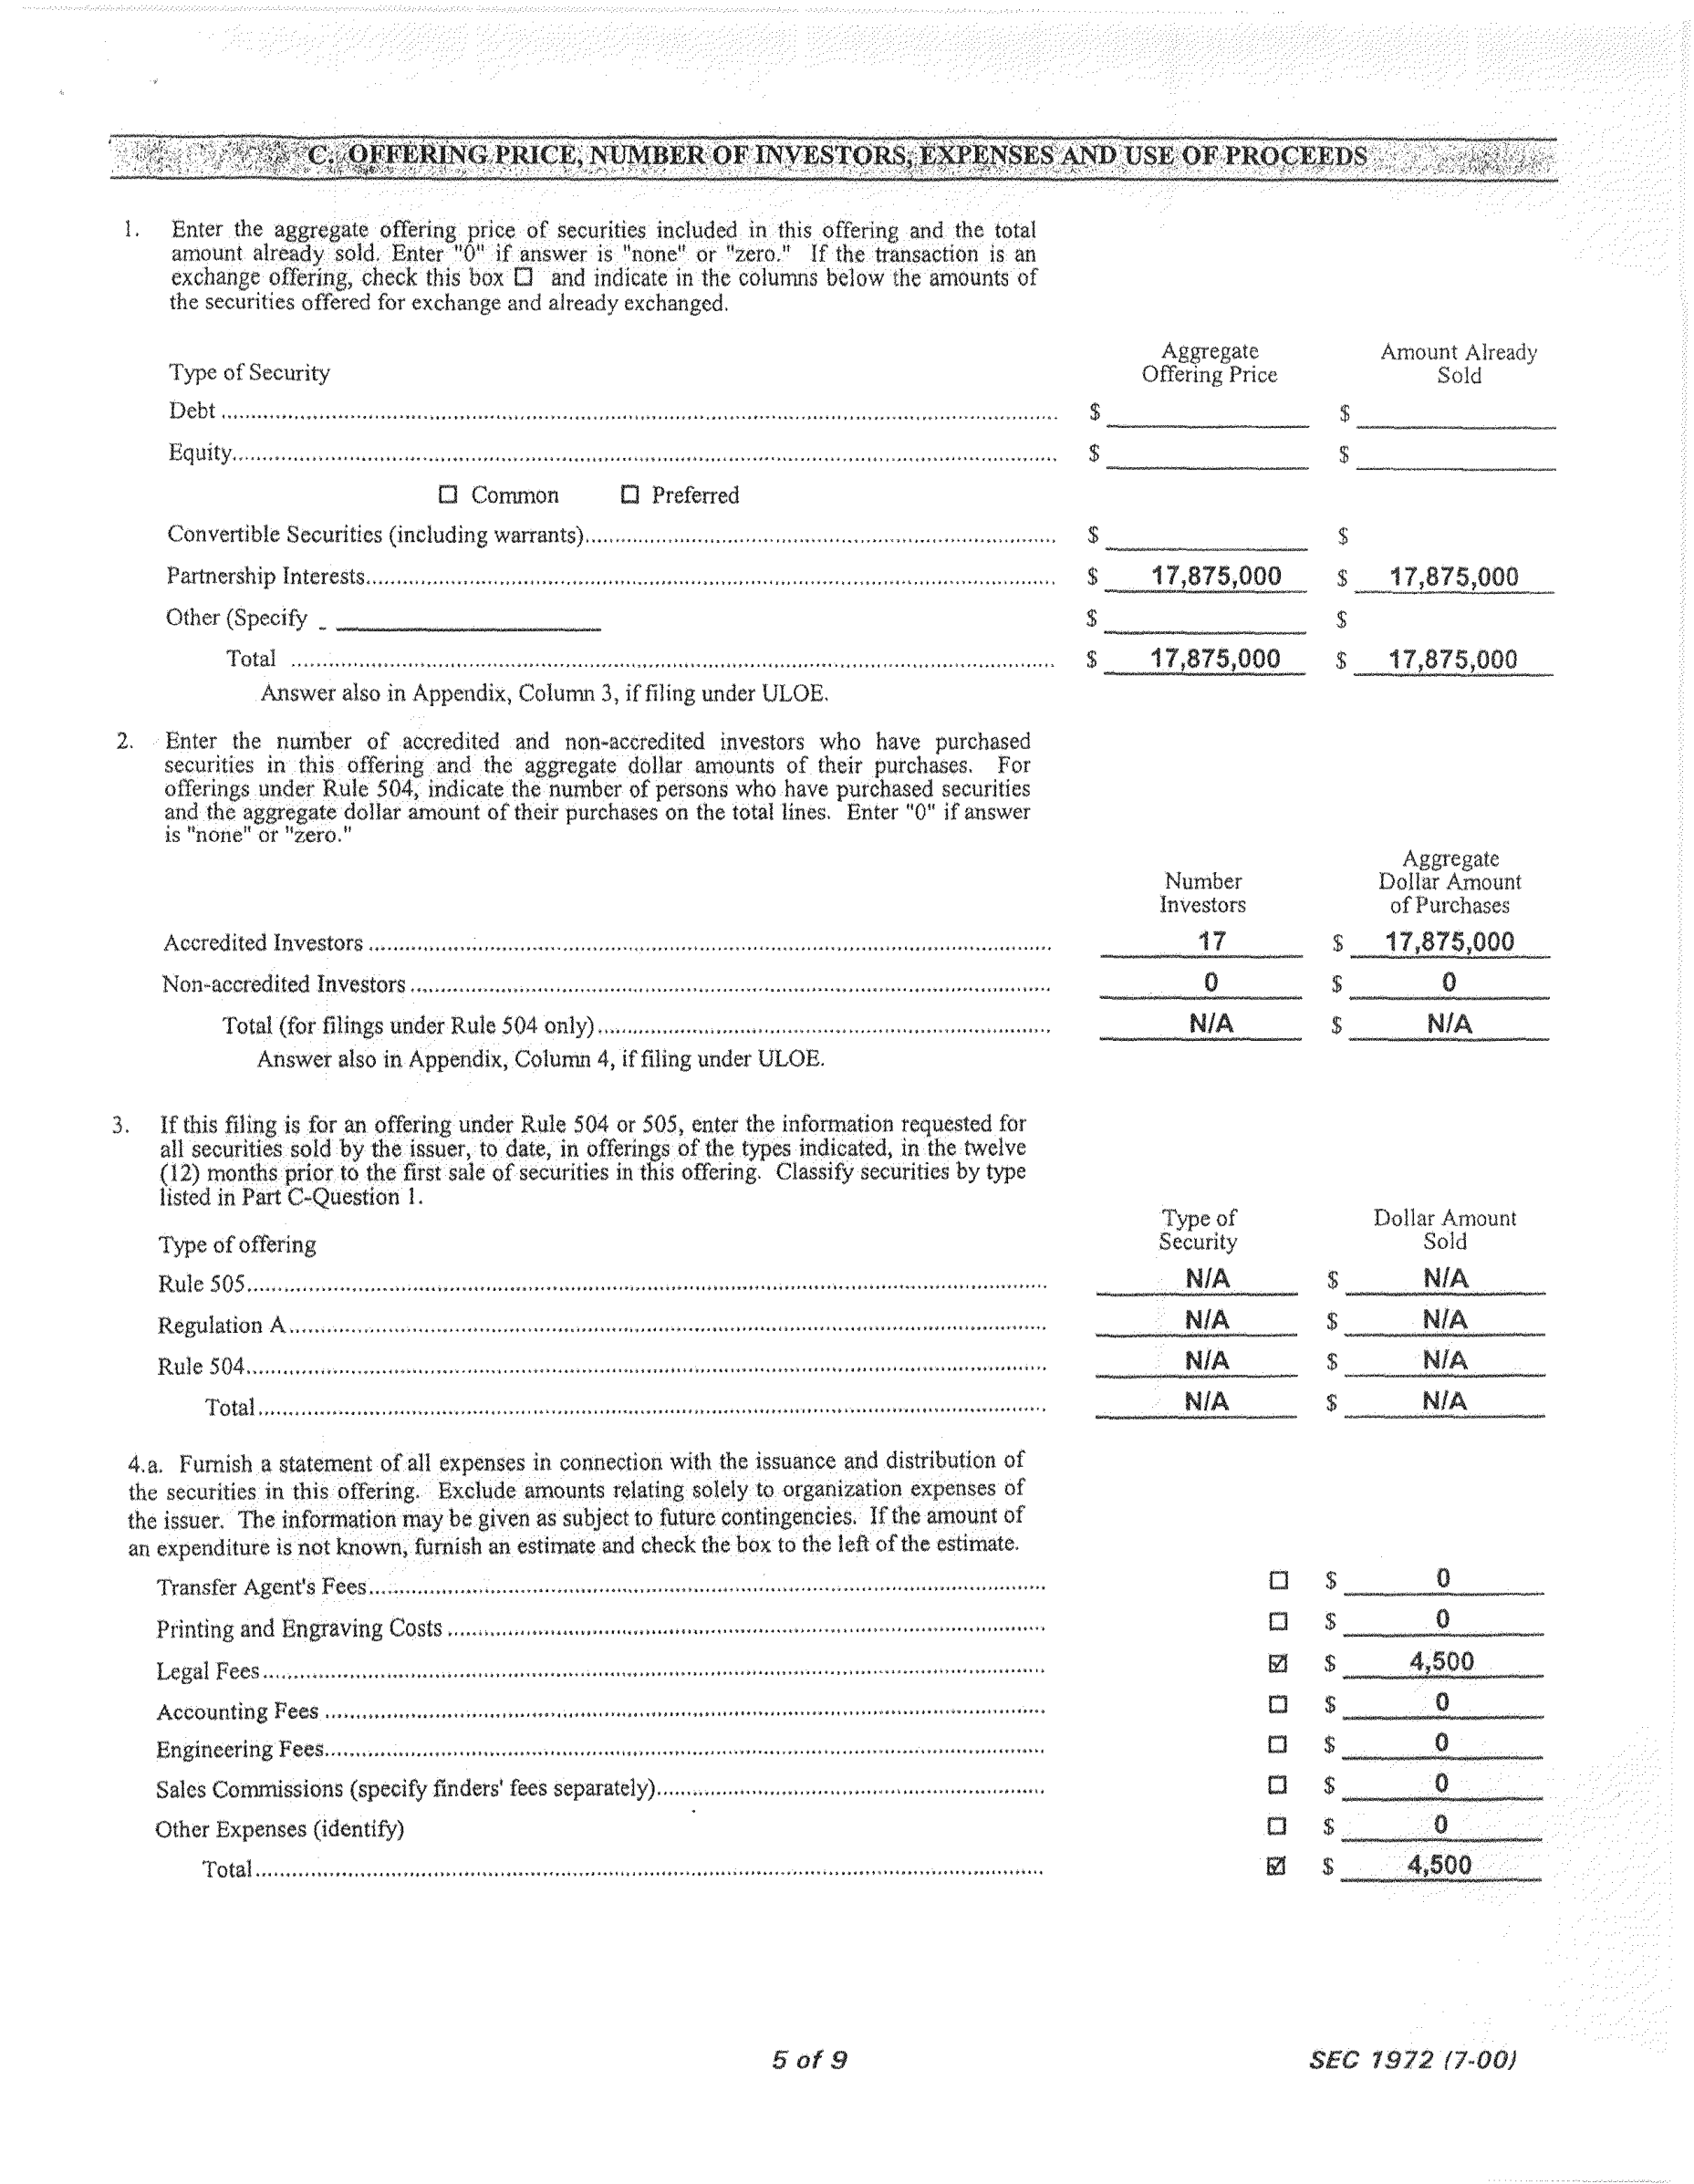 C. OFFERING PRICE, NUMBER OF INVESTORS, EXPENSES AND USE OF PROCEEDS
1. Enter the aggregate offering price of securities included in this offering and the total
amount already sold. Enter "0" if answer is "none" or "zero." If the transaction is an
exchange offering, check this box ☐ and indicate in the columns below the amounts of
the securities offered for exchange and already exchanged.
Aggregate Amount Already
Type of Security Offering Price Sold
Debt $ $
Equity $ $
☐ Common ☐ Preferred
Convertible Securities (including warrants) $ $
Partnership Interests $ 17,875,000 $ 17,875,000
Other (Specify $ $
Total $ 17,875,000 $ 17,875,000
Answer also in Appendix, Column 3, if filing under ULOE.
2. Enter the number of accredited and non-accredited investors who have purchased
securities in this offering and the aggregate dollar amounts of their purchases. For
offerings under Rule 504, indicate the number of persons who have purchased securities
and the aggregate dollar amount of their purchases on the total lines. Enter "0" if answer
is "none" or "zero."
Aggregate
Number Dollar Amount
Investors of Purchases
Accredited Investors 17 $ 17,875,000
Non-accredited Investors 0 $ 0
Total (for filings under Rule 504 only) N/A $ N/A
Answer also in Appendix, Column 4, if filing under ULOE.
3. If this filing is for an offering under Rule 504 or 505, enter the information requested for
all securities sold by the issuer, to date, in offerings of the types indicated, in the twelve
(12) months prior to the first sale of securities in this offering. Classify securities by type
listed in Part C-Question 1.
Type of Dollar Amount
Type of offering Security Sold
Rule 505 N/A $ N/A
Regulation A N/A $ N/A
Rule 504 N/A $ N/A
Total N/A $ N/A
4.a. Furnish a statement of all expenses in connection with the issuance and distribution of
the securities in this offering. Exclude amounts relating solely to organization expenses of
the issuer. The information may be given as subject to future contingencies. If the amount of
an expenditure is not known, furnish an estimate and check the box to the left of the estimate.
Transfer Agent's Fees ☐ $ 0
Printing and Engraving Costs ☐ $ 0
Legal Fees ☑ $ 4,500
Accounting Fees ☐ $ 0
Engineering Fees ☐ $ 0
Sales Commissions (specify finders' fees separately) ☐ $ 0
Other Expenses (identify) ☐ $ 0
Total ☑ $ 4,500
5 of 9 SEC 1972 (7-00)